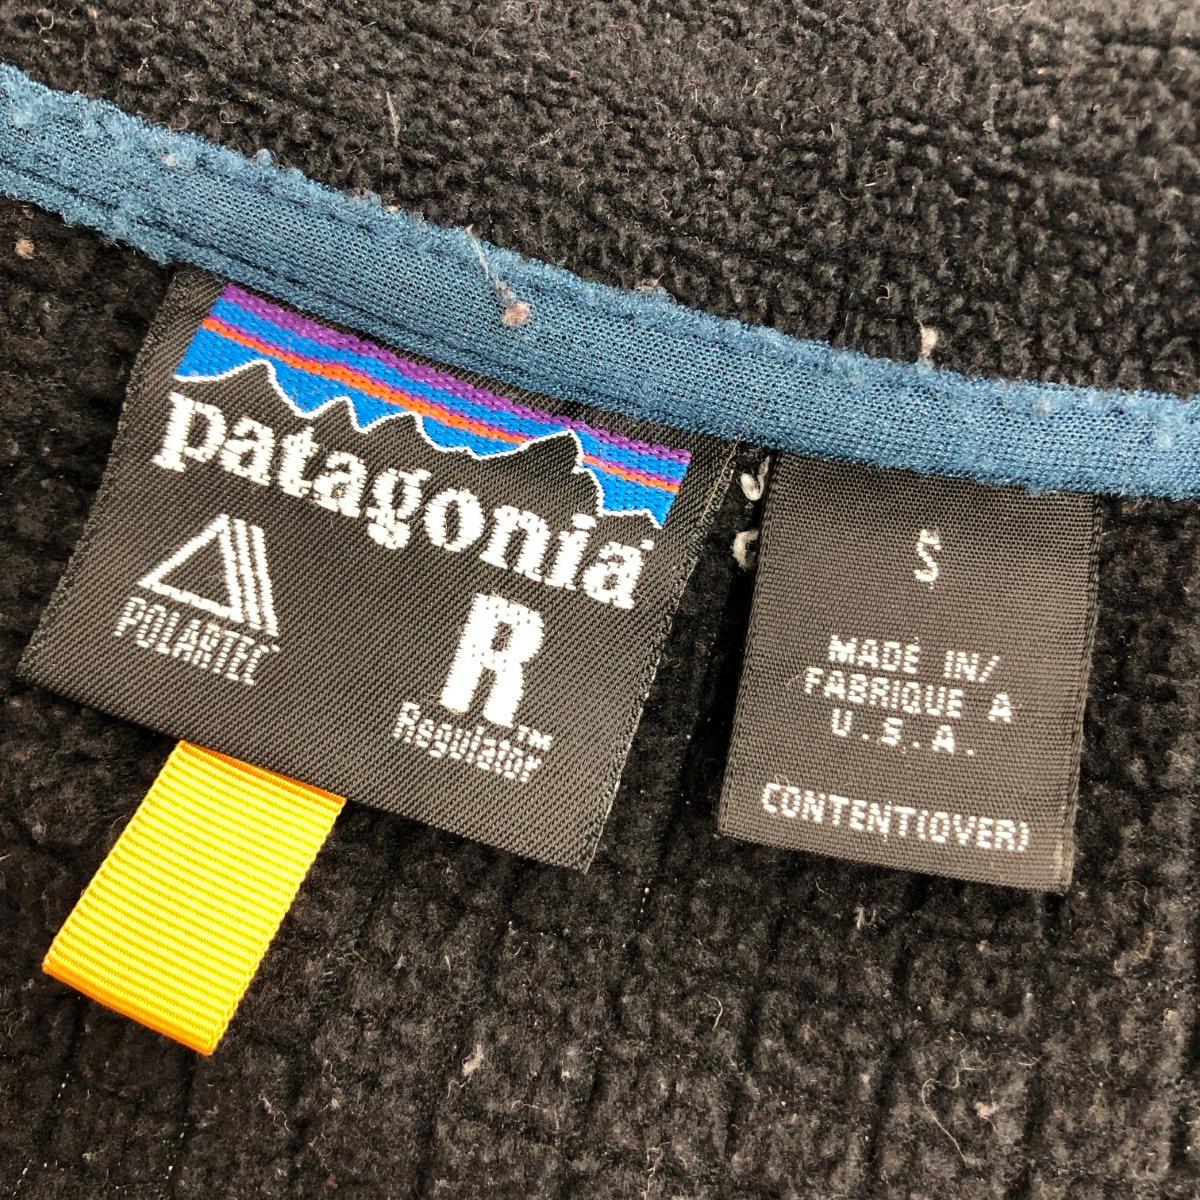 patagonia
POLARTEC
R
Regulator™
S
MADE IN/
FABRIQUE A
U.S.A.
CONTENT(OVER)